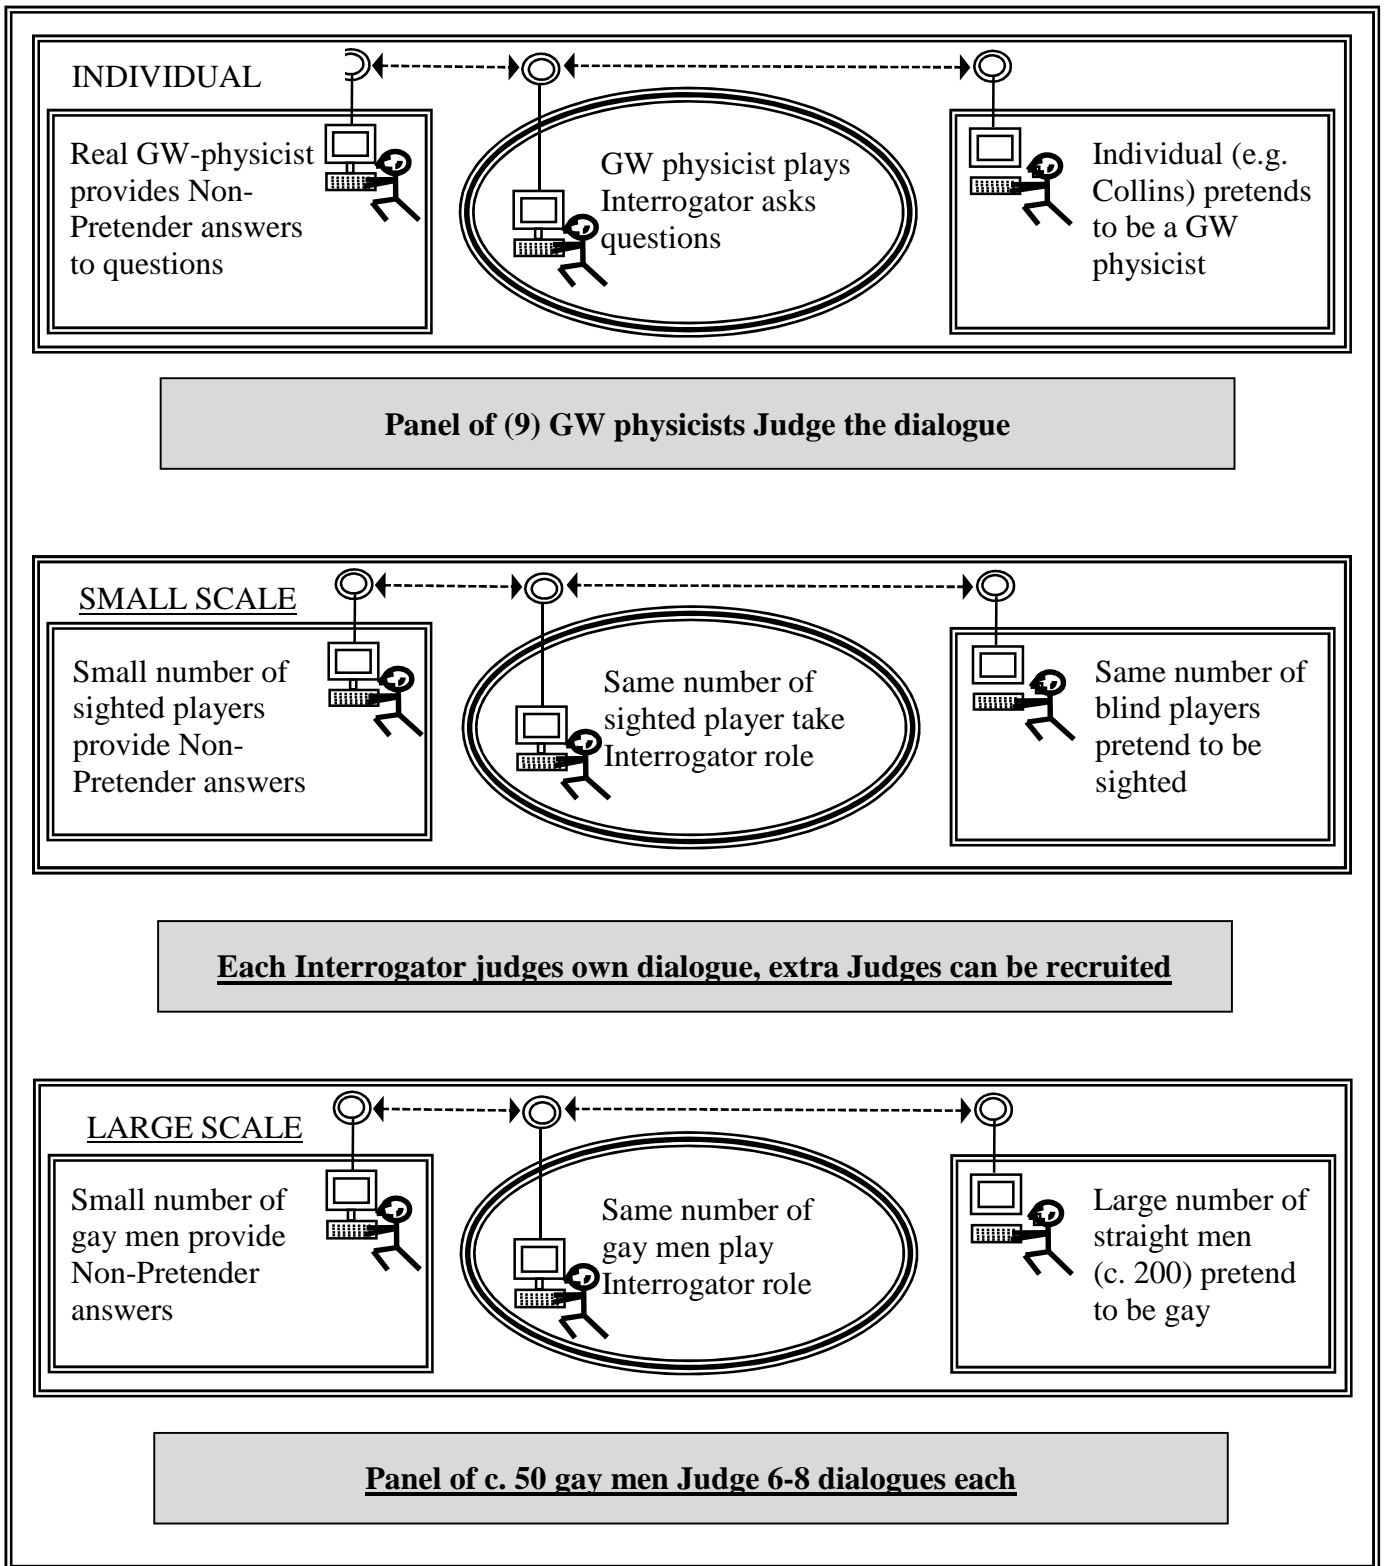 INDIVIDUAL
Real GW-physicist
provides Non-
Pretender answers
to questions
GW physicist plays
Interrogator asks
questions
Individual (e.g.
Collins) pretends
to be a GW
physicist
Panel of (9) GW physicists Judge the dialogue
SMALL SCALE
Small number of
sighted players
provide Non-
Pretender answers
Same number of
sighted player take
Interrogator role
Same number of
blind players
pretend to be
sighted
Each Interrogator judges own dialogue, extra Judges can be recruited
LARGE SCALE
Small number of
gay men provide
Non-Pretender
answers
Same number of
gay men play
Interrogator role
Large number of
straight men
(c. 200) pretend
to be gay
Panel of c. 50 gay men Judge 6-8 dialogues each